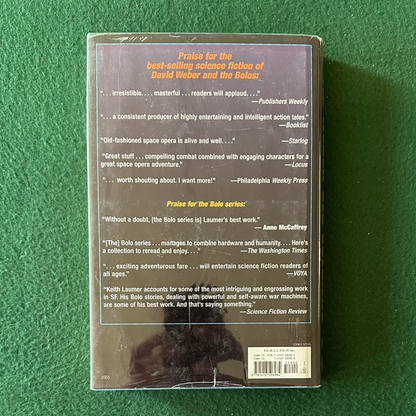 Praise for the
best-selling science fiction of
David Weber and the Bolos:
". . . irresistible. . . . masterful . . . readers will applaud. . . ."
—Publishers Weekly
". . . a consistent producer of highly entertaining and intelligent action tales."
—Booklist
"Old-fashioned space opera is alive and well. . . ." —Starlog
"Great stuff . . . compelling combat combined with engaging characters for a
great space opera adventure." —Locus
". . . worth shouting about. I want more!" —Philadelphia Weekly Press
Praise for the Bolo series:
"Without a doubt, [the Bolo series is] Laumer's best work."
— Anne McCaffrey
"[The] Bolo series . . . manages to combine hardware and humanity. . . . Here's
a collection to reread and enjoy. . . ." —The Washington Times
". . . exciting adventurous fare . . . will entertain science fiction readers of
all ages." —VOYA
"Keith Laumer accounts for some of the most intriguing and engrossing work
in SF. His Bolo stories, dealing with powerful and self-aware war machines,
are some of his best work. And that's saying something."
—Science Fiction Review
2005